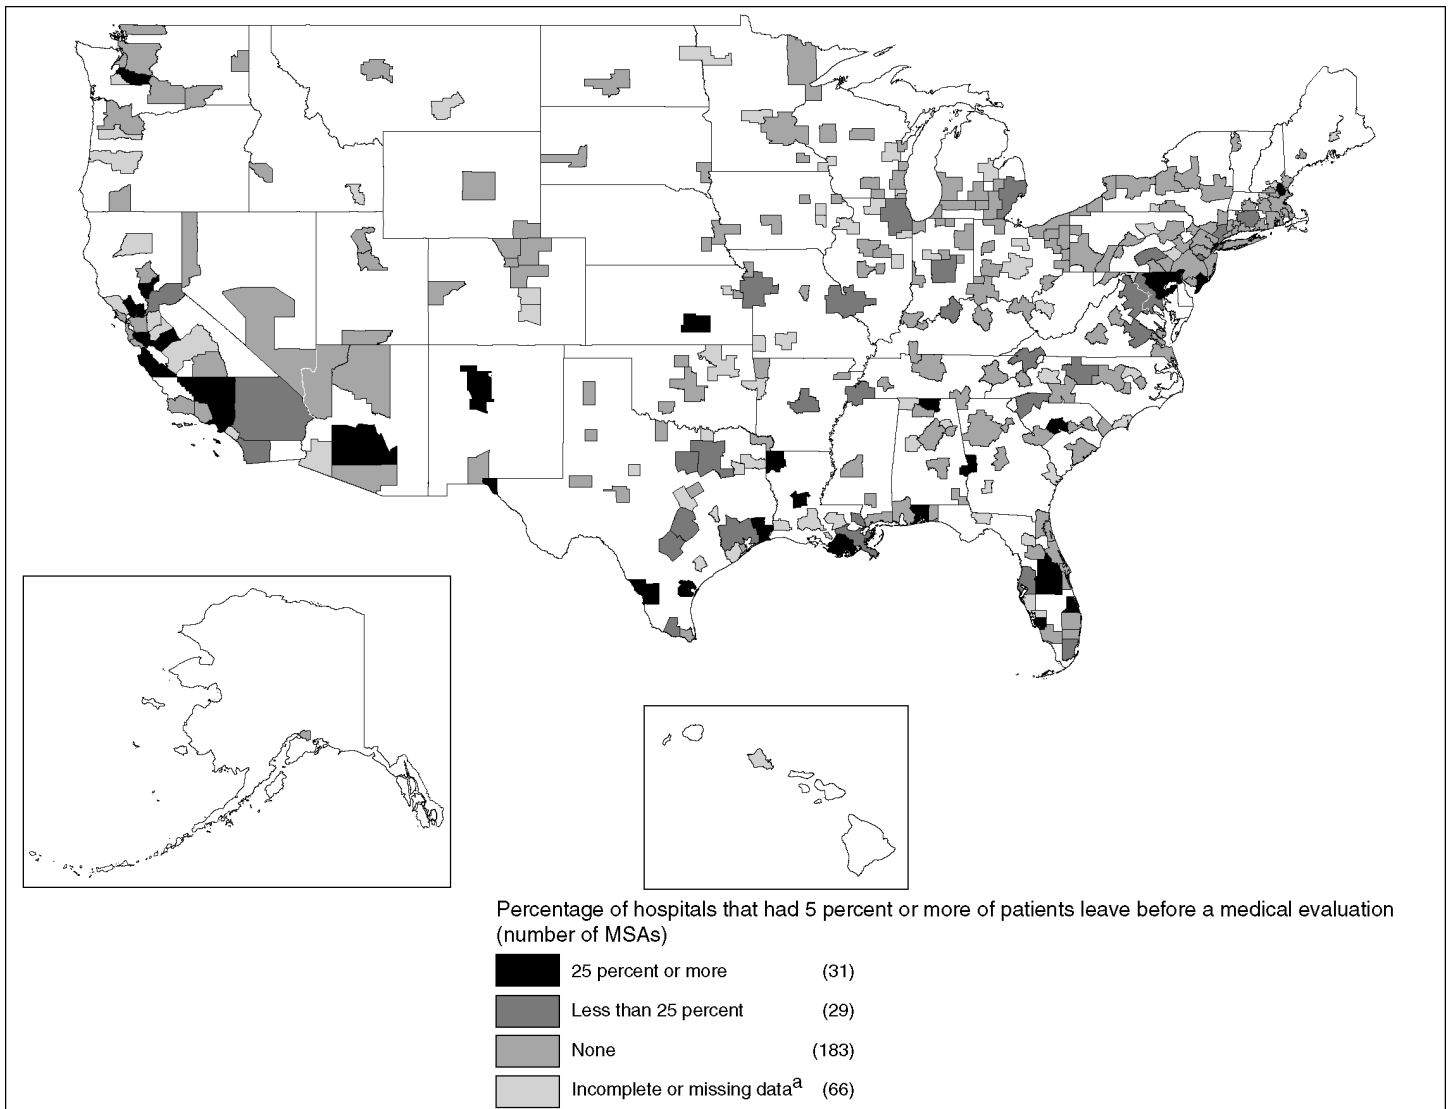 Percentage of hospitals that had 5 percent or more of patients leave before a medical evaluation
(number of MSAs)
25 percent or more (31)
Less than 25 percent (29)
None (183)
Incomplete or missing dataa (66)